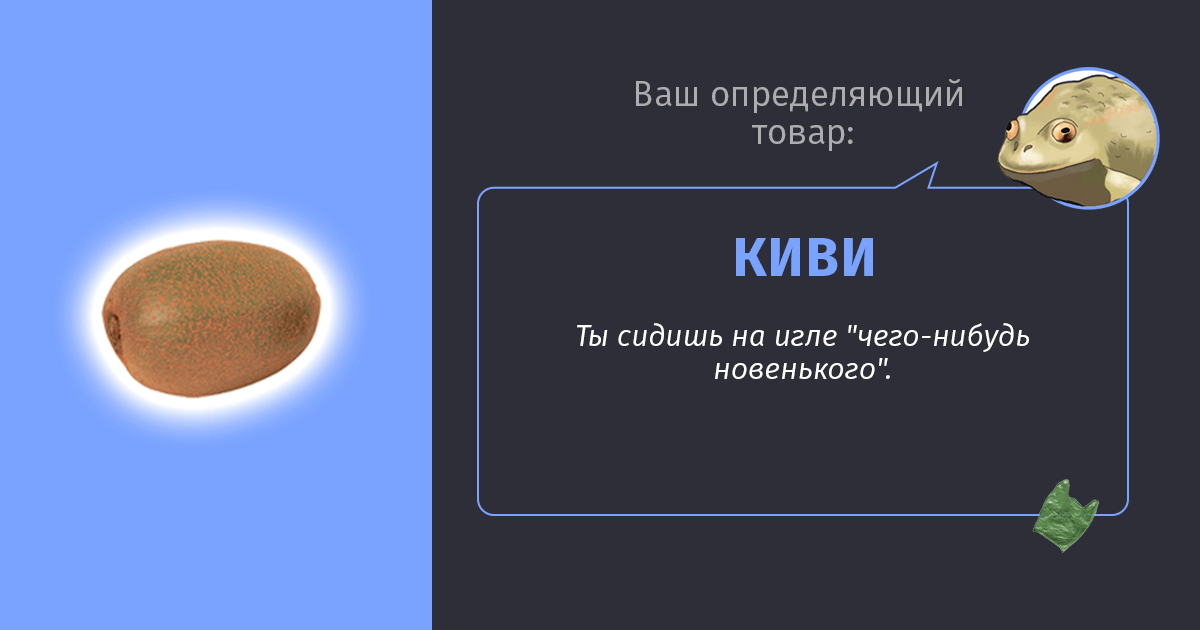 Ваш определяющий
товар:
КИВИ
Ты сидишь на игле "чего-нибудь
новенького".